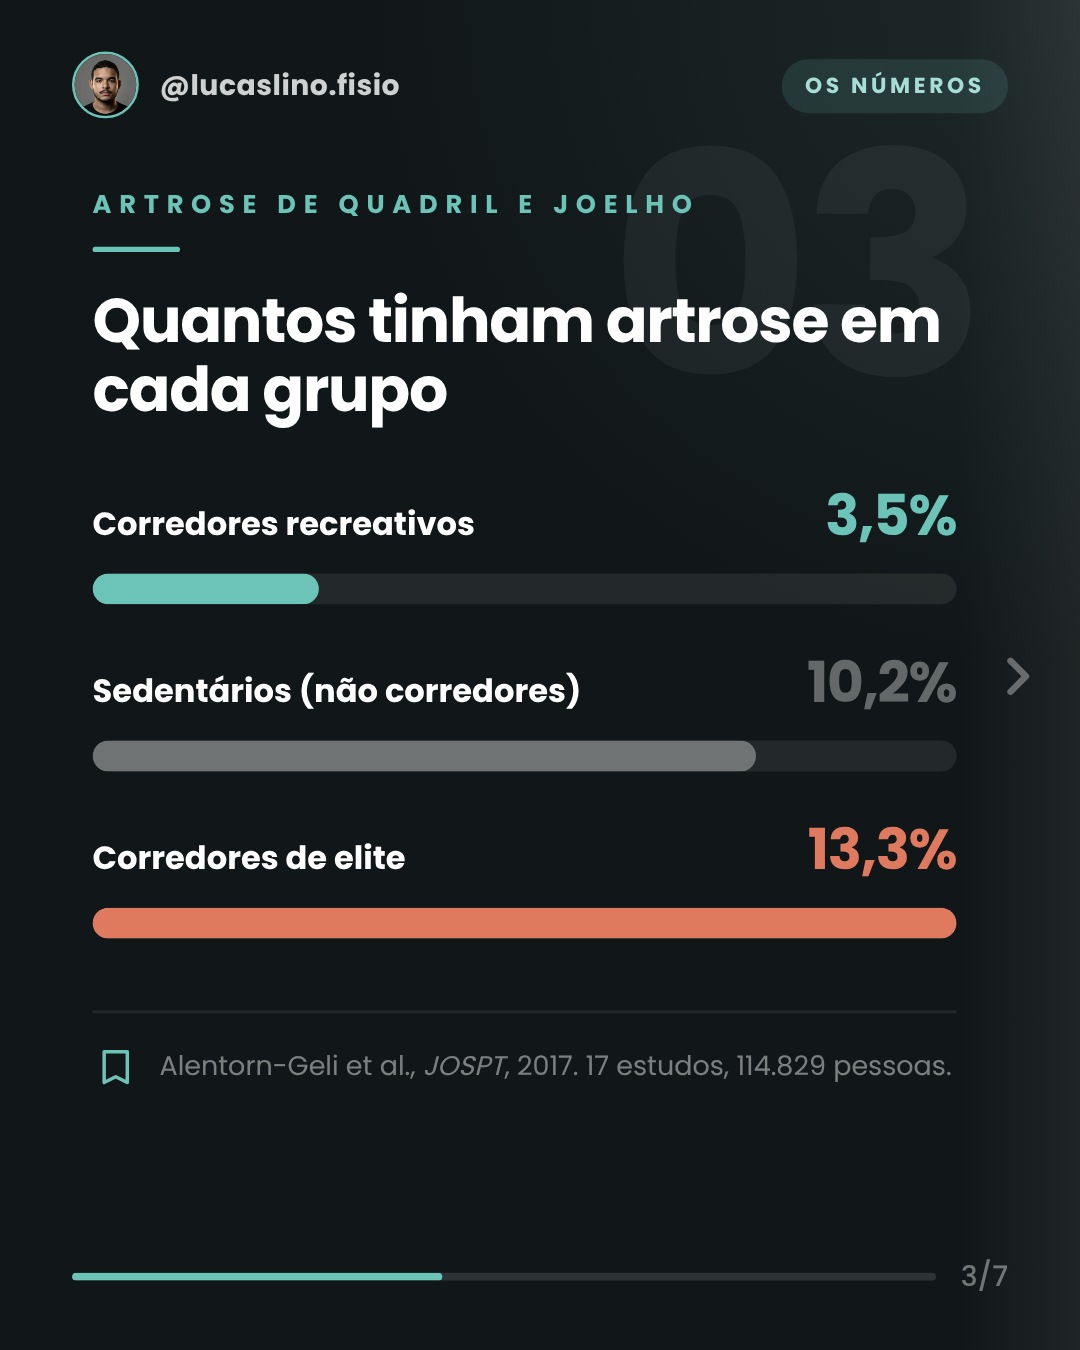 @lucaslino.fisio
OS NÚMEROS
03
ARTROSE DE QUADRIL E JOELHO
Quantos tinham artrose em
cada grupo
Corredores recreativos
3,5%
Sedentários (não corredores)
10,2%
Corredores de elite
13,3%
Alentorn-Geli et al., JOSPT, 2017. 17 estudos, 114.829 pessoas.
3/7